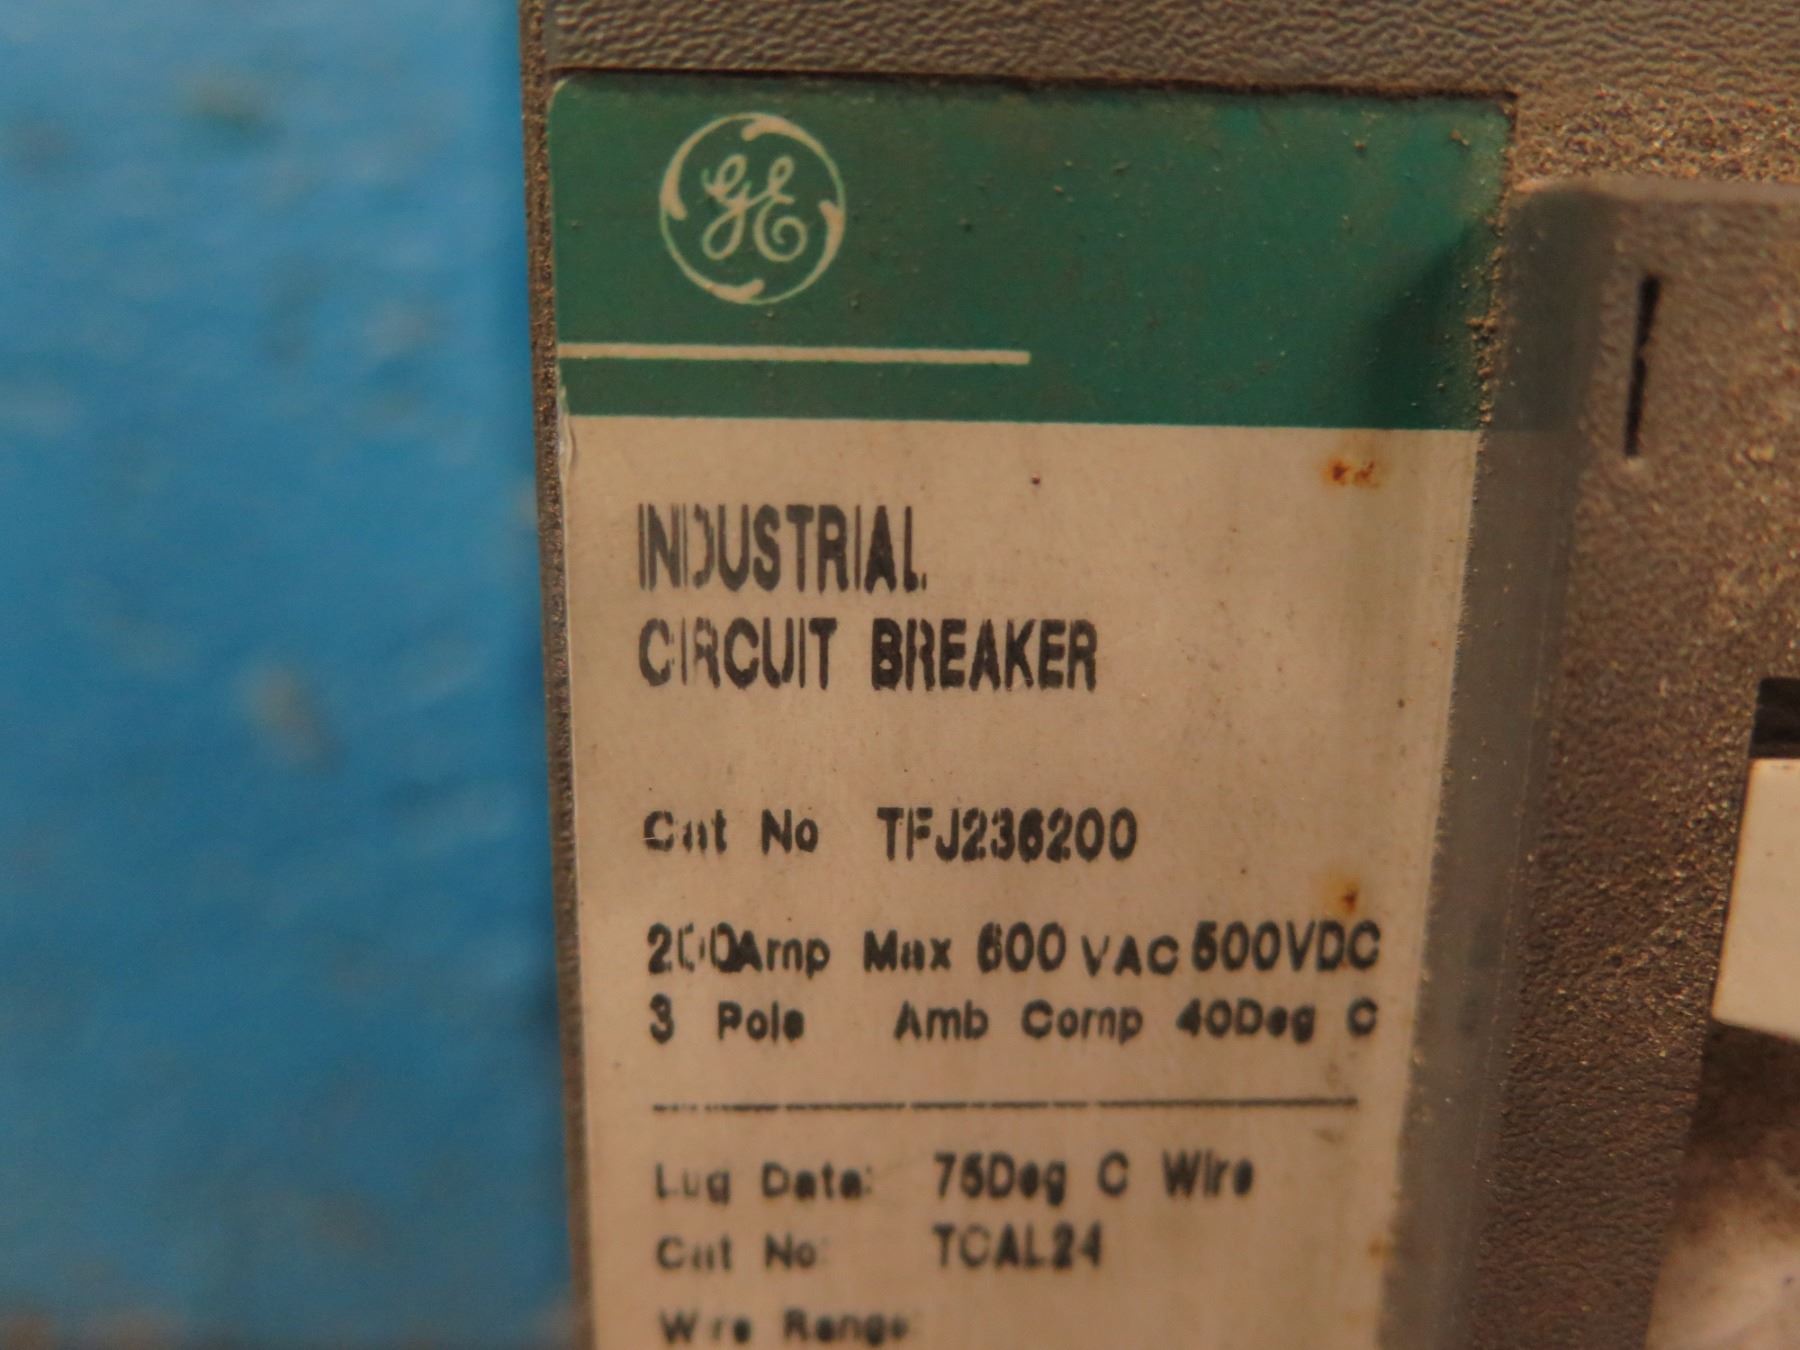 GE
INDUSTRIAL
CIRCUIT BREAKER
Cat No TFJ236200
200Amp Max 600 VAC 500VDC
3 Pole Amb Comp 40Deg C
Lug Data: 75Deg C Wire
Cat No: TCAL24
Wire Range: